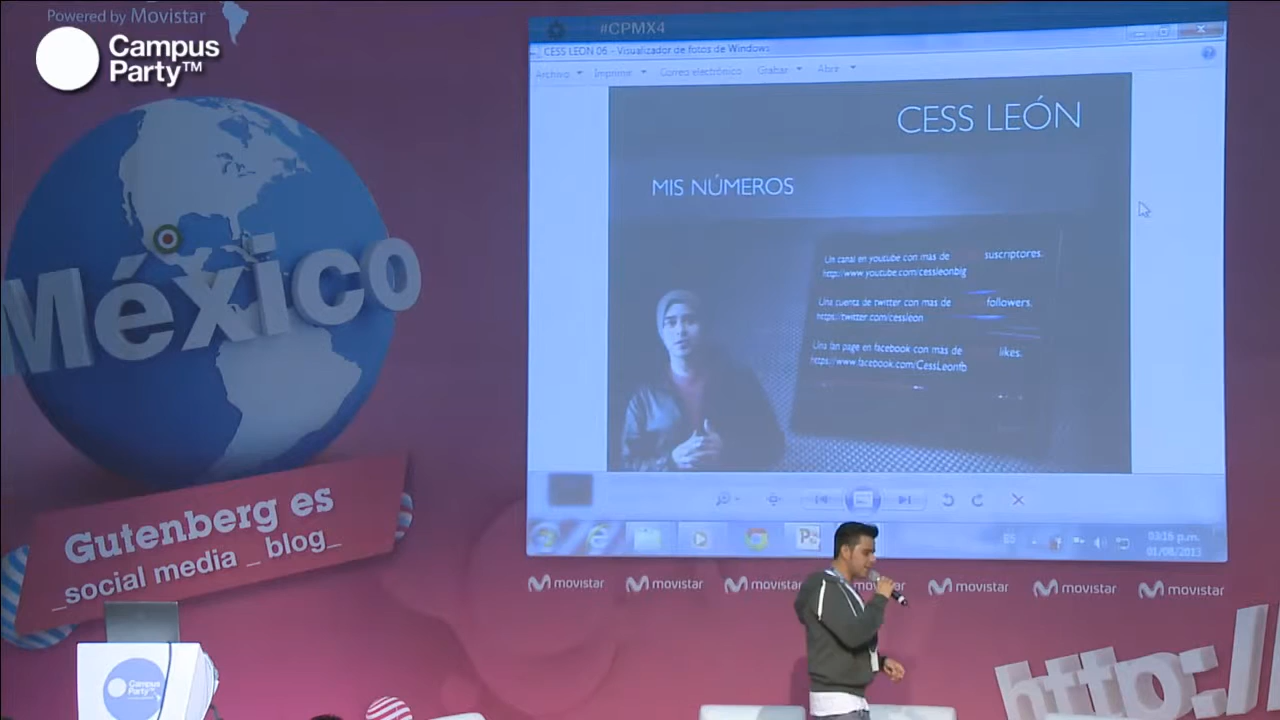 Powered by Movistar
Campus
Party™
México
Gutenberg es
_social media _ blog_
Campus
Party™
#CPMX4
CESS LEON 06 - Visualizador de fotos de Windows
Archivo Imprimir Correo electrónico Grabar Abrir
CESS LEÓN
MIS NÚMEROS
Un canal en youtube con más de suscriptores.
http://www.youtube.com/cessleonbig
Una cuenta de twitter con mas de followers.
https://twitter.com/cessleon
Una fan page en facebook con más de likes.
https://www.facebook.com/CessLeonfb
ES
03:16 p.m.
01/08/2013
movistar movistar movistar movistar movistar movistar movistar
http://